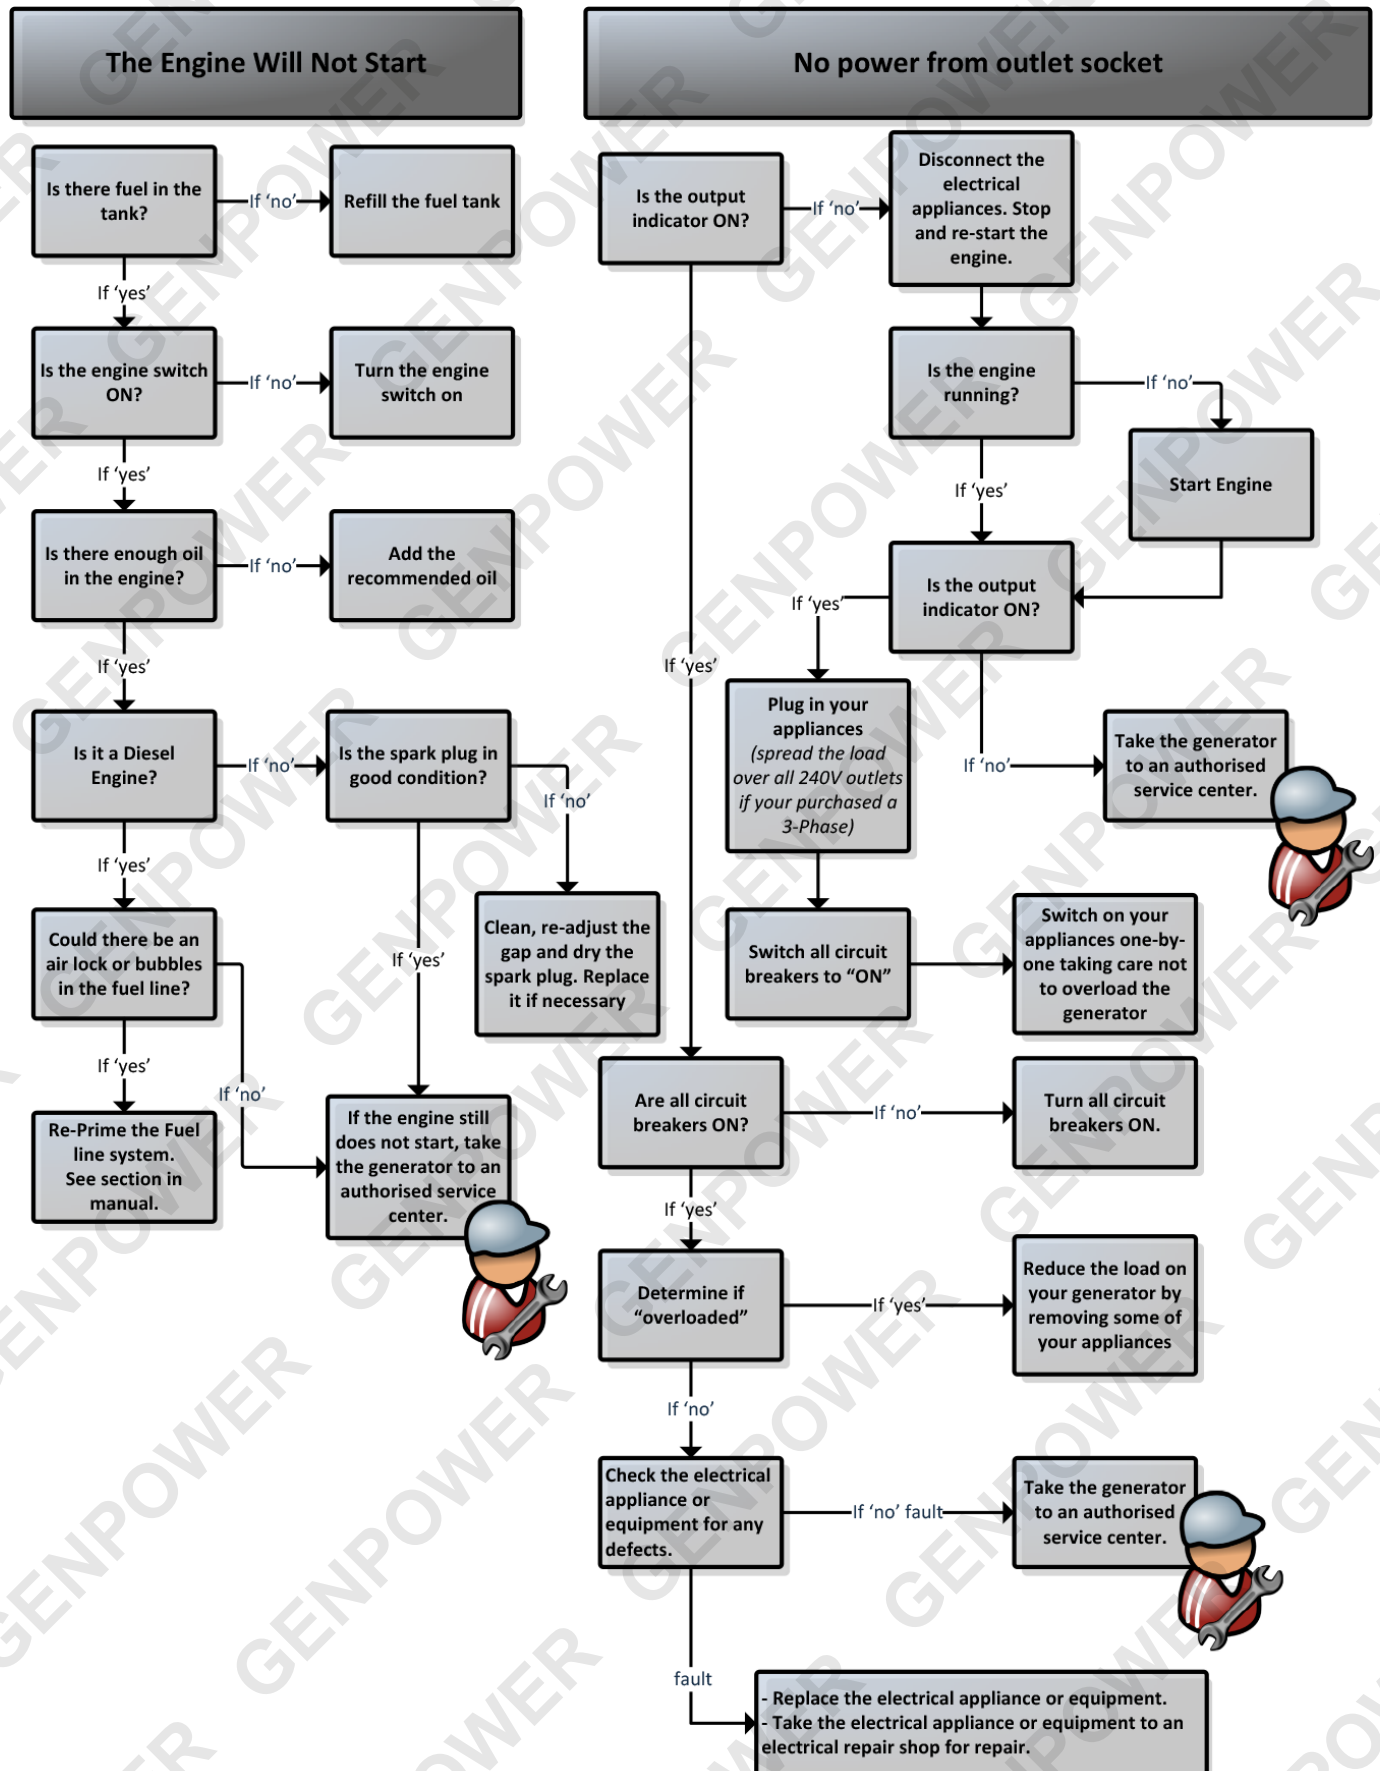 The Engine Will Not Start
Is there fuel in the
tank?
If 'no'
Refill the fuel tank
If 'yes'
Is the engine switch
ON?
If 'no'
Turn the engine
switch on
If 'yes'
Is there enough oil
in the engine?
If 'no'
Add the
recommended oil
If 'yes'
Is it a Diesel
Engine?
If 'no'
Is the spark plug in
good condition?
If 'no'
Clean, re-adjust the
gap and dry the
spark plug. Replace
it if necessary
If 'yes'
If 'yes'
Could there be an
air lock or bubbles
in the fuel line?
If 'yes'
If 'no'
Re-Prime the Fuel
line system.
See section in
manual.
If the engine still
does not start, take
the generator to an
authorised service
center.
No power from outlet socket
Is the output
indicator ON?
If 'no'
Disconnect the
electrical
appliances. Stop
and re-start the
engine.
Is the engine
running?
If 'no'
Start Engine
If 'yes'
Is the output
indicator ON?
If 'yes'
Plug in your
appliances
(spread the load
over all 240V outlets
if your purchased a
3-Phase)
If 'no'
Take the generator
to an authorised
service center.
Switch all circuit
breakers to "ON"
Switch on your
appliances one-by-
one taking care not
to overload the
generator
If 'yes'
Are all circuit
breakers ON?
If 'no'
Turn all circuit
breakers ON.
If 'yes'
Determine if
"overloaded"
If 'yes'
Reduce the load on
your generator by
removing some of
your appliances
If 'no'
Check the electrical
appliance or
equipment for any
defects.
If 'no' fault
Take the generator
to an authorised
service center.
fault
- Replace the electrical appliance or equipment.
- Take the electrical appliance or equipment to an
electrical repair shop for repair.
GENPOWER